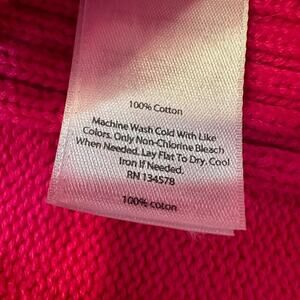 100% Cotton
Machine Wash Cold With Like
Colors. Only Non-Chlorine Bleach
When Needed. Lay Flat To Dry. Cool
Iron If Needed.
RN 134578
100% coton